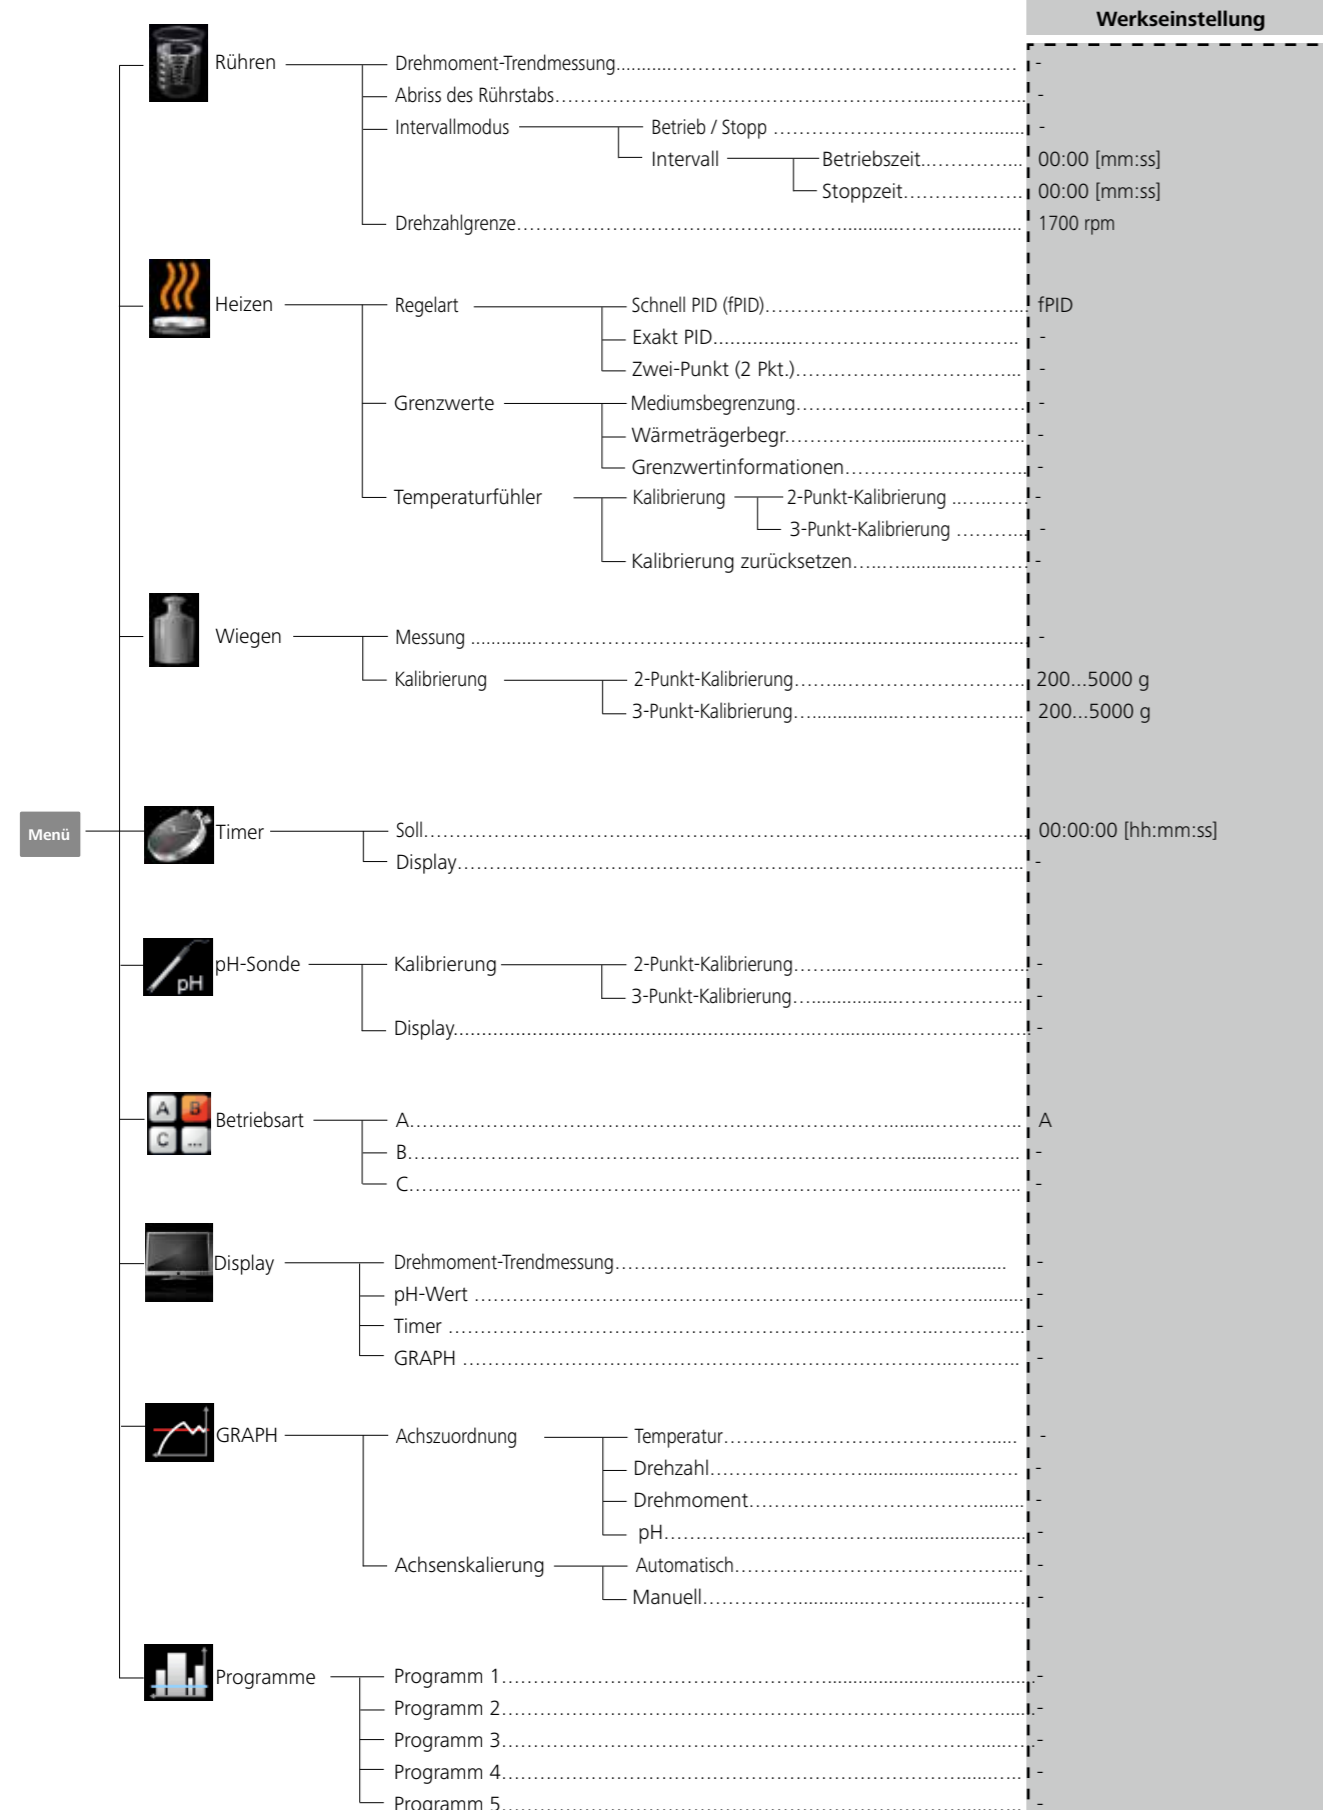 Werkseinstellung
Rühren Drehmoment-Trendmessung -
Abriss des Rührstabs -
Intervallmodus Betrieb / Stopp -
Intervall Betriebszeit 00:00 [mm:ss]
Stoppzeit 00:00 [mm:ss]
Drehzahlgrenze 1700 rpm
Heizen Regelart Schnell PID (fPID) fPID
Exakt PID -
Zwei-Punkt (2 Pkt.) -
Grenzwerte Mediumsbegrenzung -
Wärmeträgerbegr. -
Grenzwertinformationen -
Temperaturfühler Kalibrierung 2-Punkt-Kalibrierung -
3-Punkt-Kalibrierung -
Kalibrierung zurücksetzen -
Wiegen Messung -
Kalibrierung 2-Punkt-Kalibrierung 200...5000 g
3-Punkt-Kalibrierung 200...5000 g
Menü Timer Soll 00:00:00 [hh:mm:ss]
Display -
pH pH-Sonde Kalibrierung 2-Punkt-Kalibrierung -
3-Punkt-Kalibrierung -
Display -
A B C ... Betriebsart A A
B -
C -
Display Drehmoment-Trendmessung -
pH-Wert -
Timer -
GRAPH -
GRAPH Achszuordnung Temperatur -
Drehzahl -
Drehmoment -
pH -
Achsenskalierung Automatisch -
Manuell -
Programme Programm 1 -
Programm 2 -
Programm 3 -
Programm 4 -
Programm 5 -